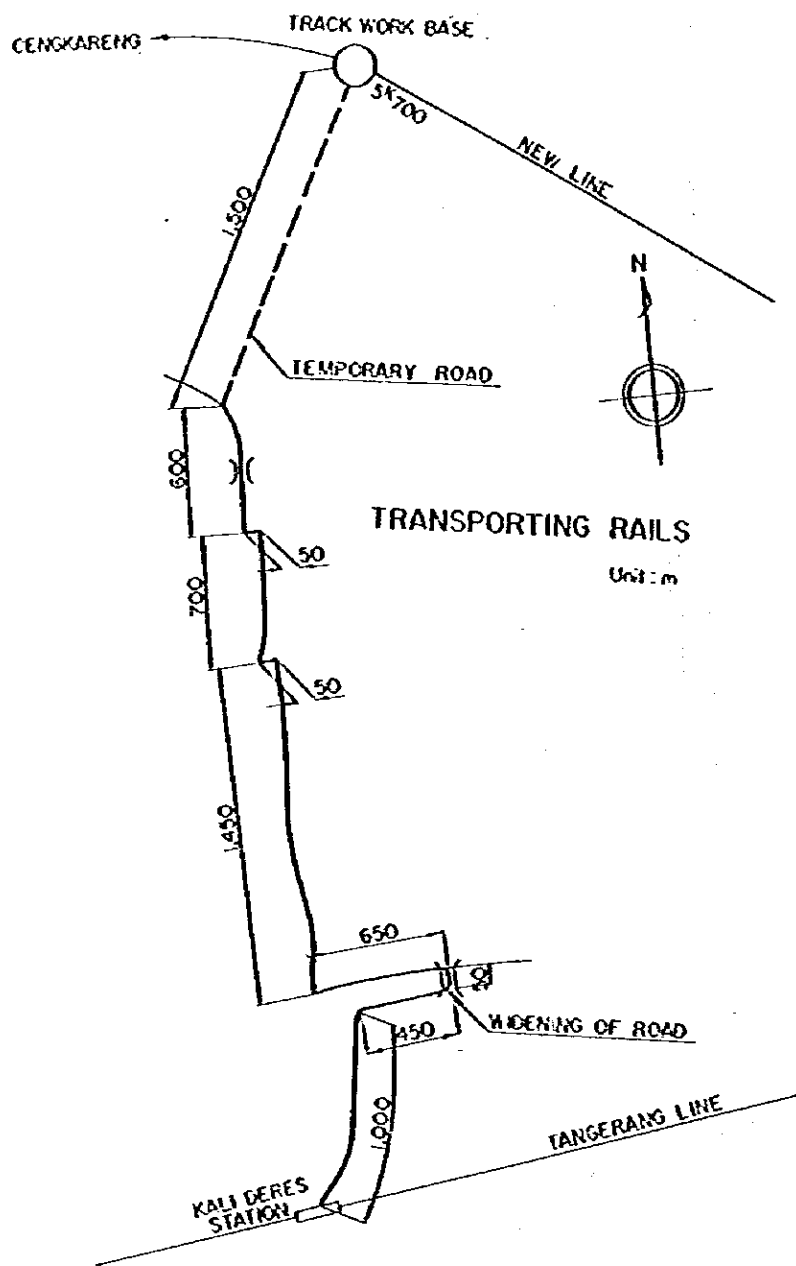 TRACK WORK BASE
CENGKARENG
5K700
NEW LINE
1,500
N
TEMPORARY ROAD
600
TRANSPORTING RAILS
50
Unit : m
700
50
1,450
650
WIDENING OF ROAD
450
1,000
TANGERANG LINE
KALI DERES
STATION